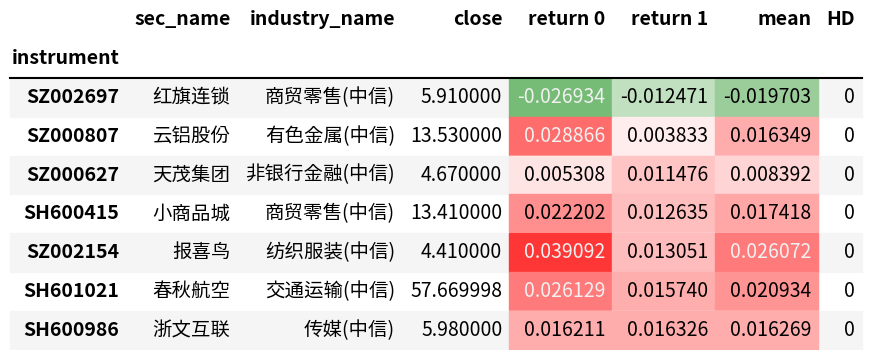 sec_name industry_name close return 0 return 1 mean HD
instrument
SZ002697 红旗连锁 商贸零售(中信) 5.910000 -0.026934 -0.012471 -0.019703 0
SZ000807 云铝股份 有色金属(中信) 13.530000 0.028866 0.003833 0.016349 0
SZ000627 天茂集团 非银行金融(中信) 4.670000 0.005308 0.011476 0.008392 0
SH600415 小商品城 商贸零售(中信) 13.410000 0.022202 0.012635 0.017418 0
SZ002154 报喜鸟 纺织服装(中信) 4.410000 0.039092 0.013051 0.026072 0
SH601021 春秋航空 交通运输(中信) 57.669998 0.026129 0.015740 0.020934 0
SH600986 浙文互联 传媒(中信) 5.980000 0.016211 0.016326 0.016269 0